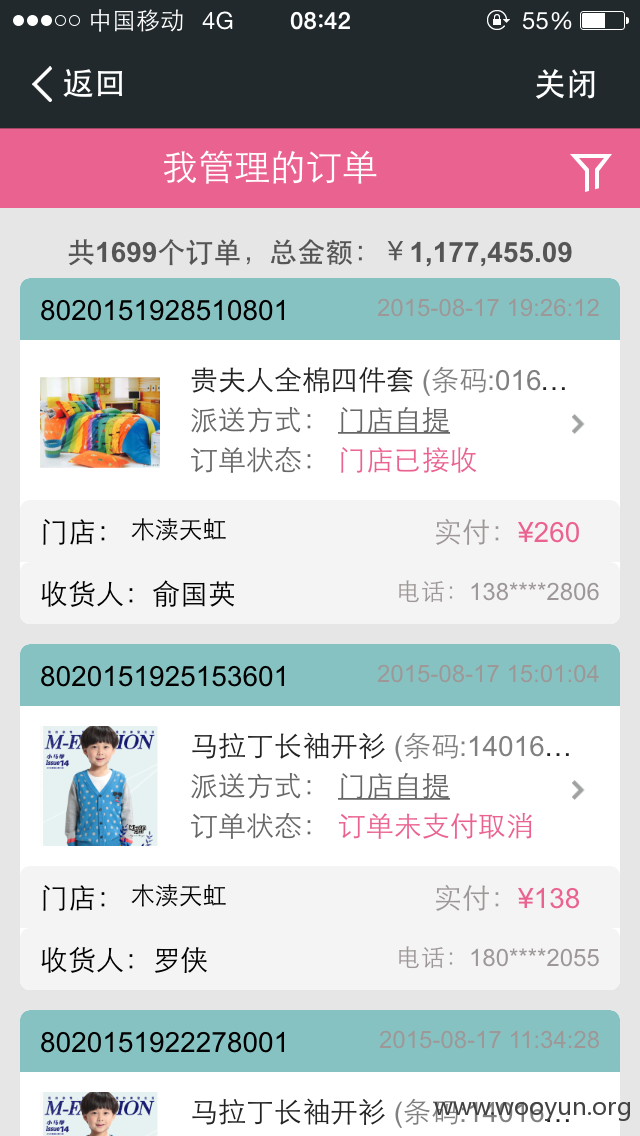 中国移动 4G 08:42 55%
返回 关闭
我管理的订单
共1699个订单，总金额：￥1,177,455.09
8020151928510801 2015-08-17 19:26:12
贵夫人全棉四件套 (条码:016...
派送方式： 门店自提
订单状态： 门店已接收
门店： 木渎天虹 实付：¥260
收货人：俞国英 电话：138****2806
8020151925153601 2015-08-17 15:01:04
M-FASHION
小马摩
issue14
马拉丁长袖开衫 (条码:14016...
派送方式： 门店自提
订单状态： 订单未支付取消
门店： 木渎天虹 实付：¥138
收货人：罗侠 电话：180****2055
8020151922278001 2015-08-17 11:34:28
M-FASHION
小马摩
issue14
马拉丁长袖开衫 (条码:14016...
www.wooyun.org